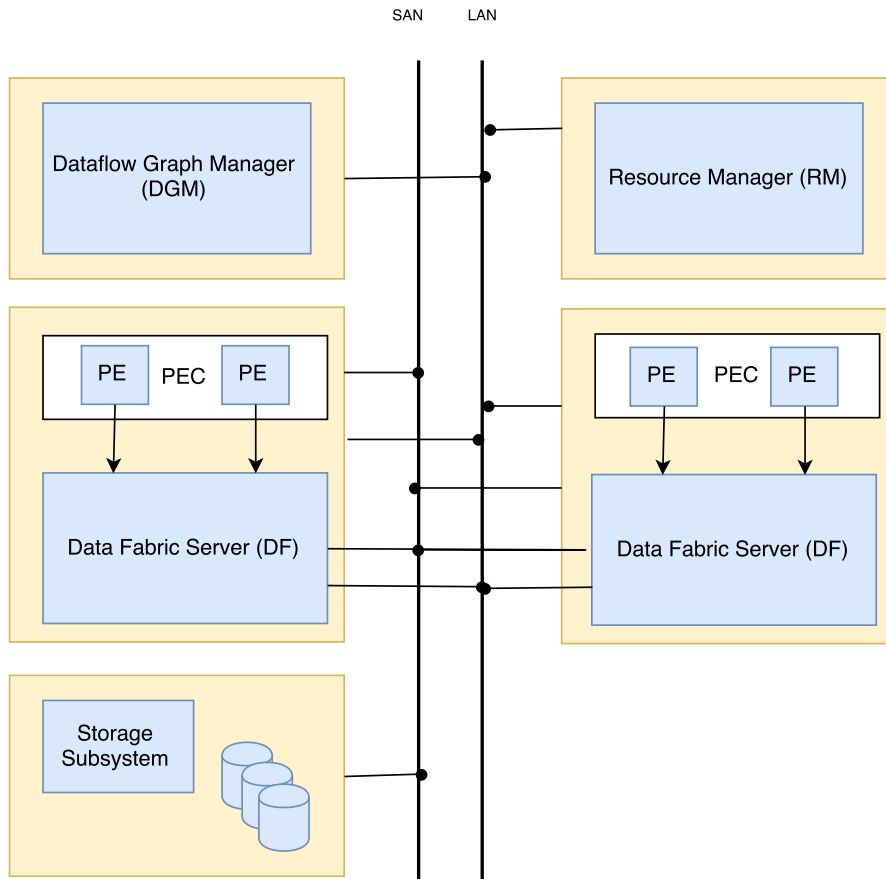 SAN
LAN
Dataflow Graph Manager
(DGM)
Resource Manager (RM)
PE
PEC
PE
PE
PEC
PE
Data Fabric Server (DF)
Data Fabric Server (DF)
Storage
Subsystem